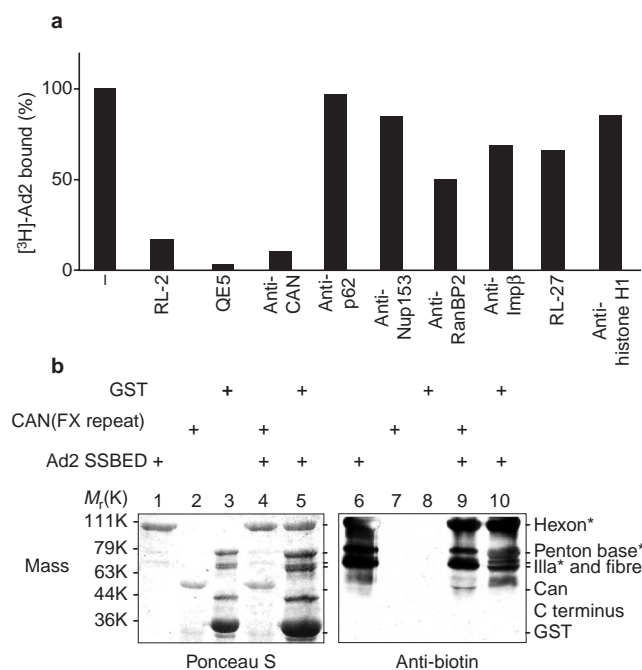 a
[³H]-Ad2 bound (%)
100
50
0
–
RL-2
QE5
Anti-
CAN
Anti-
p62
Anti-
Nup153
Anti-
RanBP2
Anti-
Impβ
RL-27
Anti-
histone H1
b
GST + +
CAN(FX repeat) + + + +
Ad2 SSBED + + + + + +
Mr(K) 1 2 3 4 5 6 7 8 9 10
111K
79K
63K
44K
36K
Mass
Hexon*
Penton base*
IIIa* and fibre
Can
C terminus
GST
Ponceau S
Anti-biotin